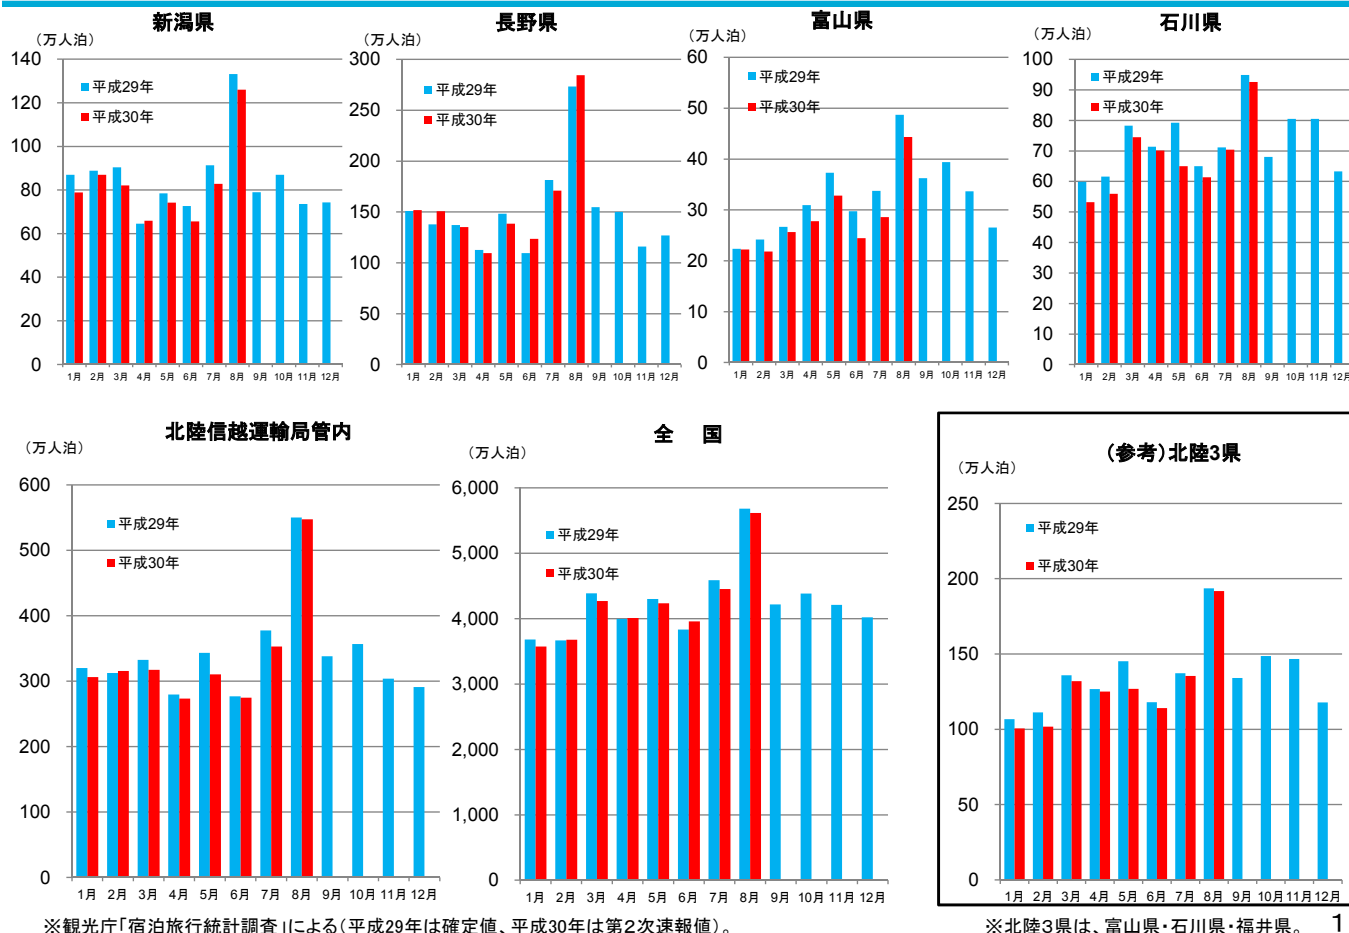 新潟県
（万人泊）
140
120
100
80
60
40
20
0
平成29年
平成30年
1月 2月 3月 4月 5月 6月 7月 8月 9月 10月 11月 12月
長野県
（万人泊）
300
250
200
150
100
50
0
平成29年
平成30年
1月 2月 3月 4月 5月 6月 7月 8月 9月 10月 11月 12月
富山県
（万人泊）
60
50
40
30
20
10
0
平成29年
平成30年
1月 2月 3月 4月 5月 6月 7月 8月 9月 10月 11月 12月
石川県
（万人泊）
100
90
80
70
60
50
40
30
20
10
0
平成29年
平成30年
1月 2月 3月 4月 5月 6月 7月 8月 9月 10月 11月 12月
北陸信越運輸局管内
（万人泊）
600
500
400
300
200
100
0
平成29年
平成30年
1月 2月 3月 4月 5月 6月 7月 8月 9月 10月 11月 12月
全　国
（万人泊）
6,000
5,000
4,000
3,000
2,000
1,000
0
平成29年
平成30年
1月 2月 3月 4月 5月 6月 7月 8月 9月 10月 11月 12月
（参考）北陸3県
（万人泊）
250
200
150
100
50
0
平成29年
平成30年
1月 2月 3月 4月 5月 6月 7月 8月 9月 10月 11月 12月
※観光庁「宿泊旅行統計調査」による（平成29年は確定値、平成30年は第２次速報値）。
※北陸３県は、富山県・石川県・福井県。
1